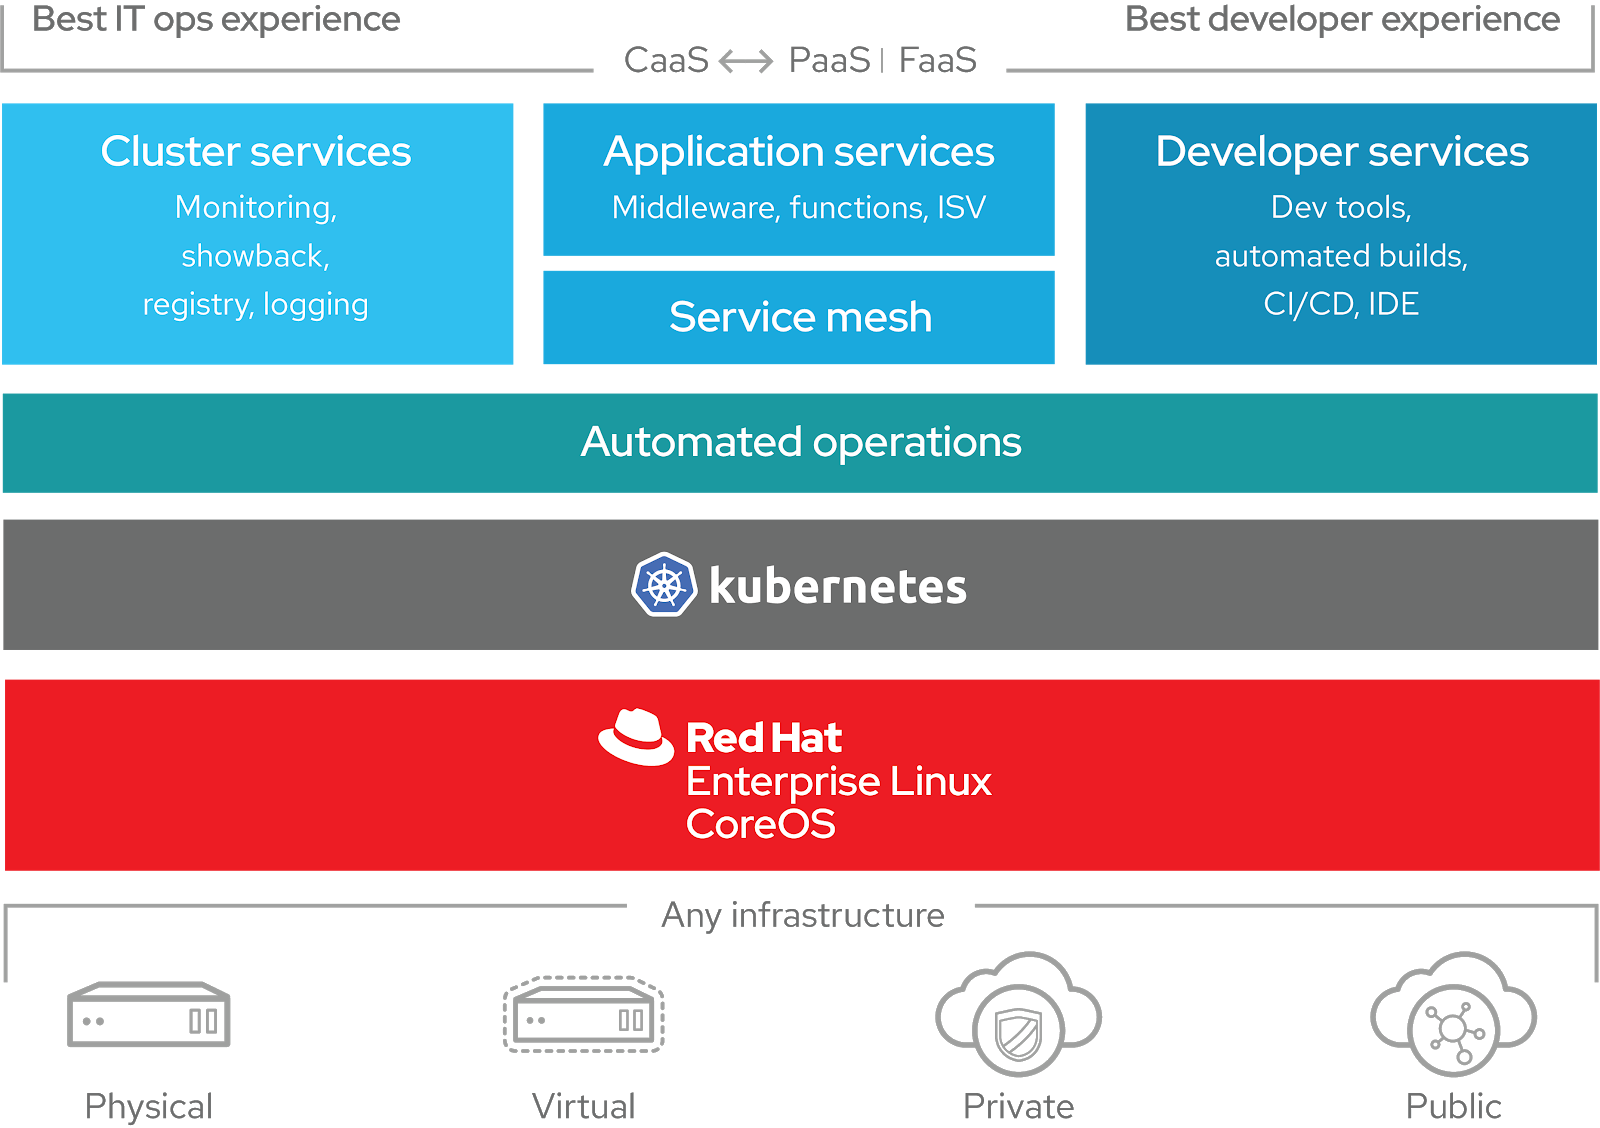 Best IT ops experience
Best developer experience
CaaS ↔ PaaS | FaaS
Cluster services
Monitoring,
showback,
registry, logging
Application services
Middleware, functions, ISV
Service mesh
Developer services
Dev tools,
automated builds,
CI/CD, IDE
Automated operations
kubernetes
Red Hat
Enterprise Linux
CoreOS
Any infrastructure
Physical
Virtual
Private
Public